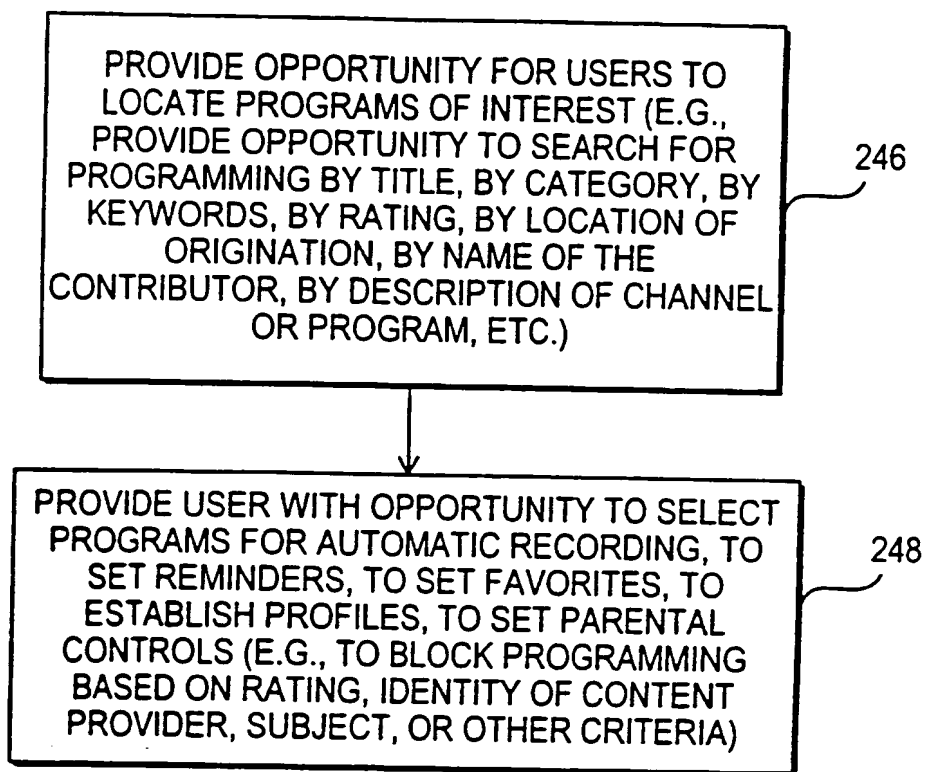 PROVIDE OPPORTUNITY FOR USERS TO
LOCATE PROGRAMS OF INTEREST (E.G.,
PROVIDE OPPORTUNITY TO SEARCH FOR
PROGRAMMING BY TITLE, BY CATEGORY, BY
KEYWORDS, BY RATING, BY LOCATION OF
ORIGINATION, BY NAME OF THE
CONTRIBUTOR, BY DESCRIPTION OF CHANNEL
OR PROGRAM, ETC.)
246
PROVIDE USER WITH OPPORTUNITY TO SELECT
PROGRAMS FOR AUTOMATIC RECORDING, TO
SET REMINDERS, TO SET FAVORITES, TO
ESTABLISH PROFILES, TO SET PARENTAL
CONTROLS (E.G., TO BLOCK PROGRAMMING
BASED ON RATING, IDENTITY OF CONTENT
PROVIDER, SUBJECT, OR OTHER CRITERIA)
248